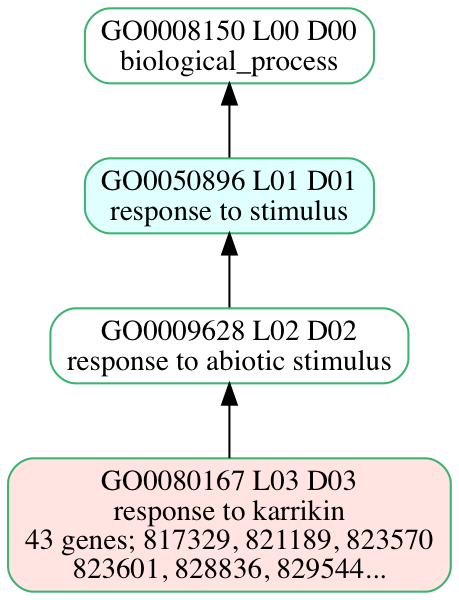 GO0008150 L00 D00
biological_process
GO0050896 L01 D01
response to stimulus
GO0009628 L02 D02
response to abiotic stimulus
GO0080167 L03 D03
response to karrikin
43 genes; 817329, 821189, 823570
823601, 828836, 829544...